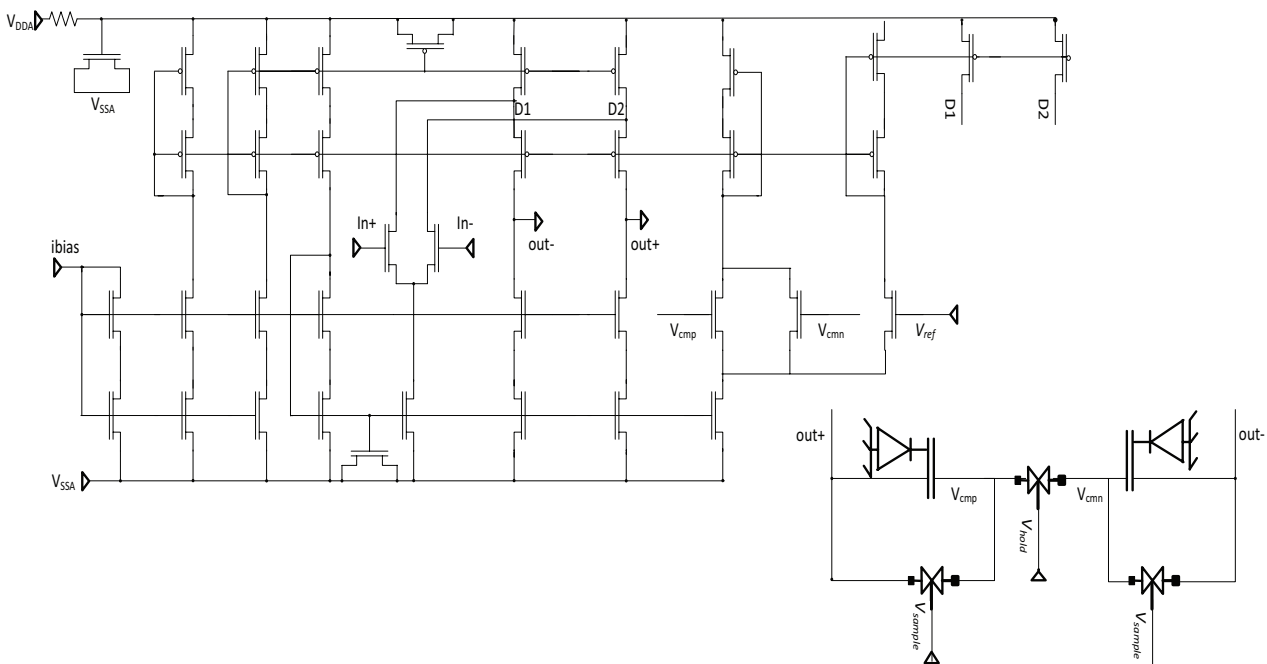 VDDA
VSSA
D1
D2
D1
D2
In+
In-
out-
out+
ibias
Vcmp
Vcmn
Vref
VSSA
out+
out-
Vcmp
Vcmn
Vhold
Vsample
Vsample